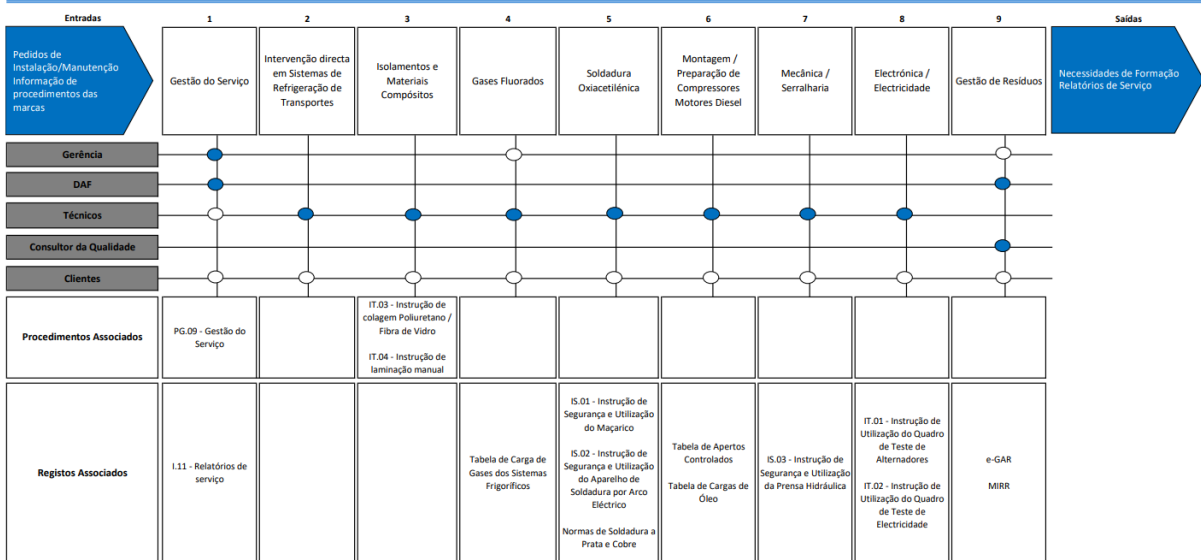 Entradas
1
2
3
4
5
6
7
8
9
Saídas
Pedidos de
Instalação/Manutenção
Informação de
procedimentos das
marcas
Gestão do Serviço
Intervenção directa
em Sistemas de
Refrigeração de
Transportes
Isolamentos e
Materiais
Compósitos
Gases Fluorados
Soldadura
Oxiacetilénica
Montagem /
Preparação de
Compressores
Motores Diesel
Mecânica /
Serralharia
Electrónica /
Electricidade
Gestão de Resíduos
Necessidades de Formação
Relatórios de Serviço
Gerência
DAF
Técnicos
Consultor da Qualidade
Clientes
Procedimentos Associados
PG.09 - Gestão do
Serviço
IT.03 - Instrução de
colagem Poliuretano /
Fibra de Vidro
IT.04 - Instrução de
laminação manual
Registos Associados
I.11 - Relatórios de
serviço
Tabela de Carga de
Gases dos Sistemas
Frigoríficos
IS.01 - Instrução de
Segurança e Utilização
do Maçarico
IS.02 - Instrução de
Segurança e Utilização
do Aparelho de
Soldadura por Arco
Eléctrico
Normas de Soldadura a
Prata e Cobre
Tabela de Apertos
Controlados
Tabela de Cargas de
Óleo
IS.03 - Instrução de
Segurança e Utilização
da Prensa Hidráulica
IT.01 - Instrução de
Utilização do Quadro
de Teste de
Alternadores
IT.02 - Instrução de
Utilização do Quadro
de Teste de
Electricidade
e-GAR
MIRR